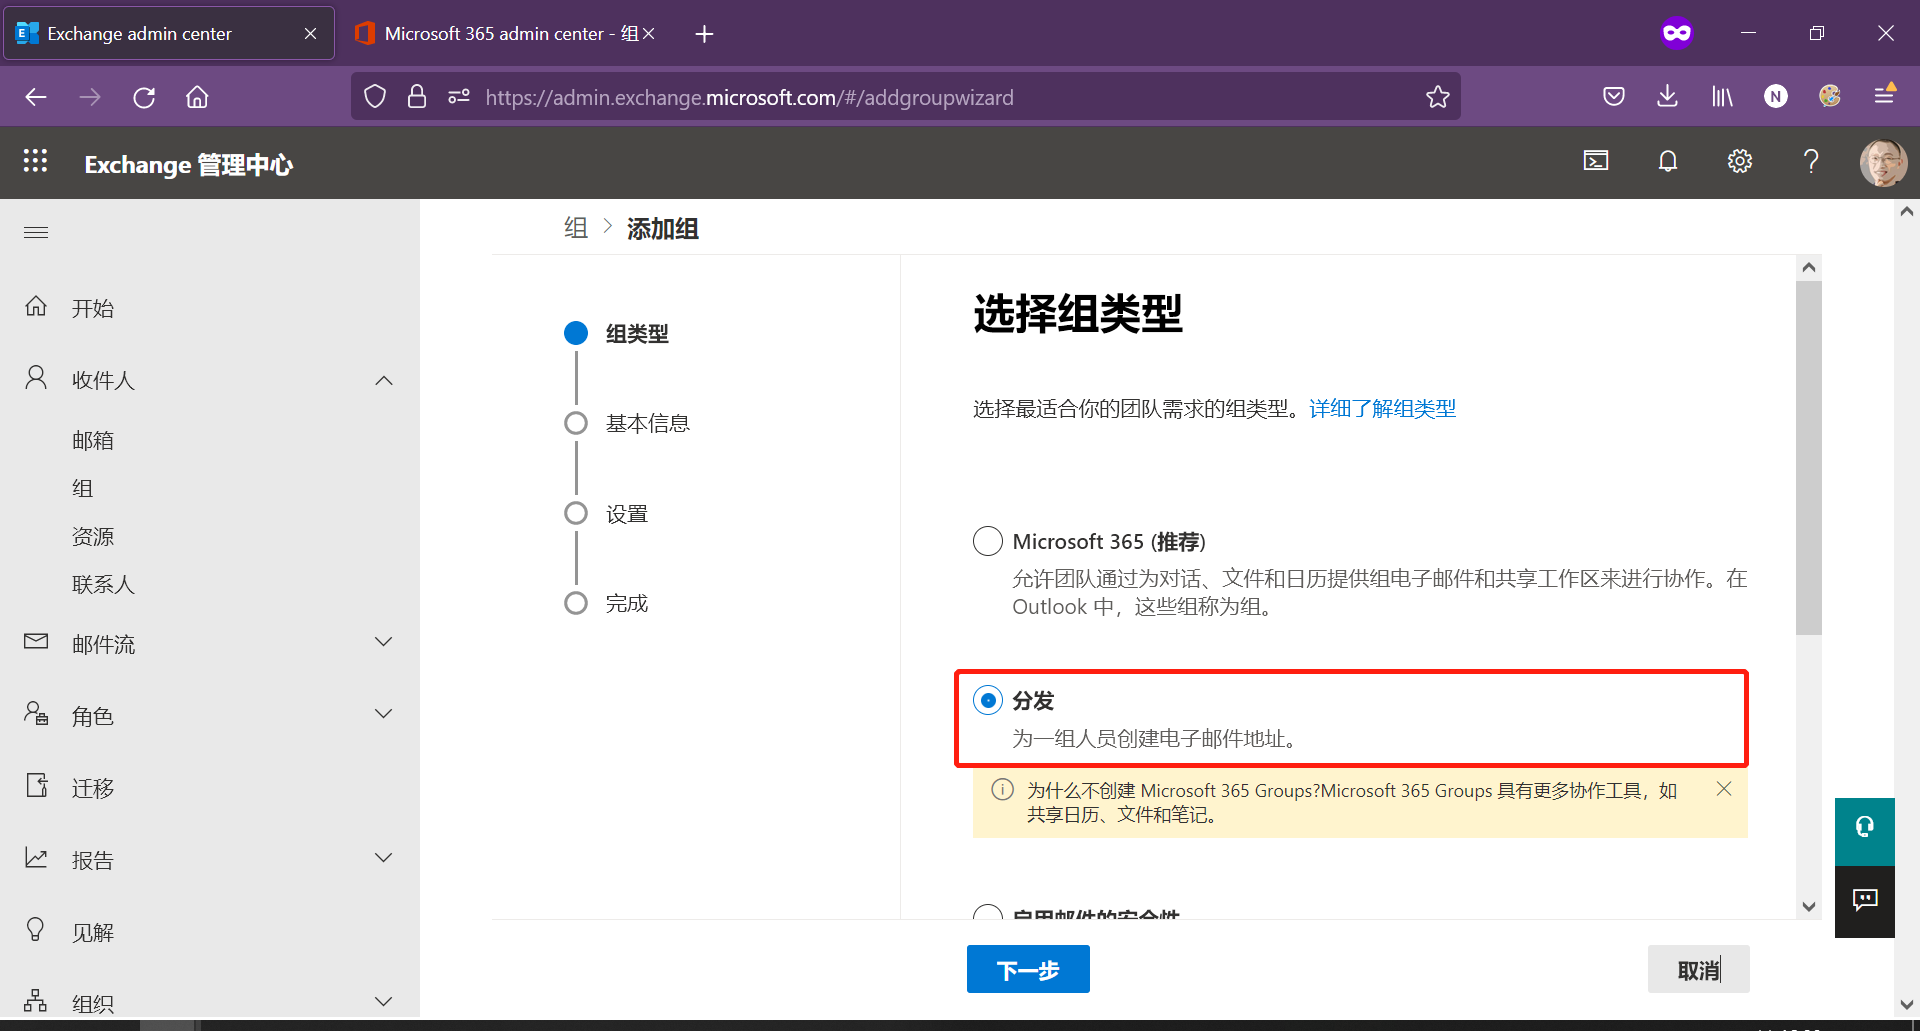 Exchange admin center
Microsoft 365 admin center - 组
https://admin.exchange.microsoft.com/#/addgroupwizard
N
Exchange 管理中心
组 > 添加组
开始
收件人
邮箱
组
资源
联系人
邮件流
角色
迁移
报告
见解
组织
组类型
基本信息
设置
完成
选择组类型
选择最适合你的团队需求的组类型。详细了解组类型
Microsoft 365 (推荐)
允许团队通过为对话、文件和日历提供组电子邮件和共享工作区来进行协作。在
Outlook 中，这些组称为组。
分发
为一组人员创建电子邮件地址。
为什么不创建 Microsoft 365 Groups?Microsoft 365 Groups 具有更多协作工具，如
共享日历、文件和笔记。
启用邮件的安全性
下一步
取消